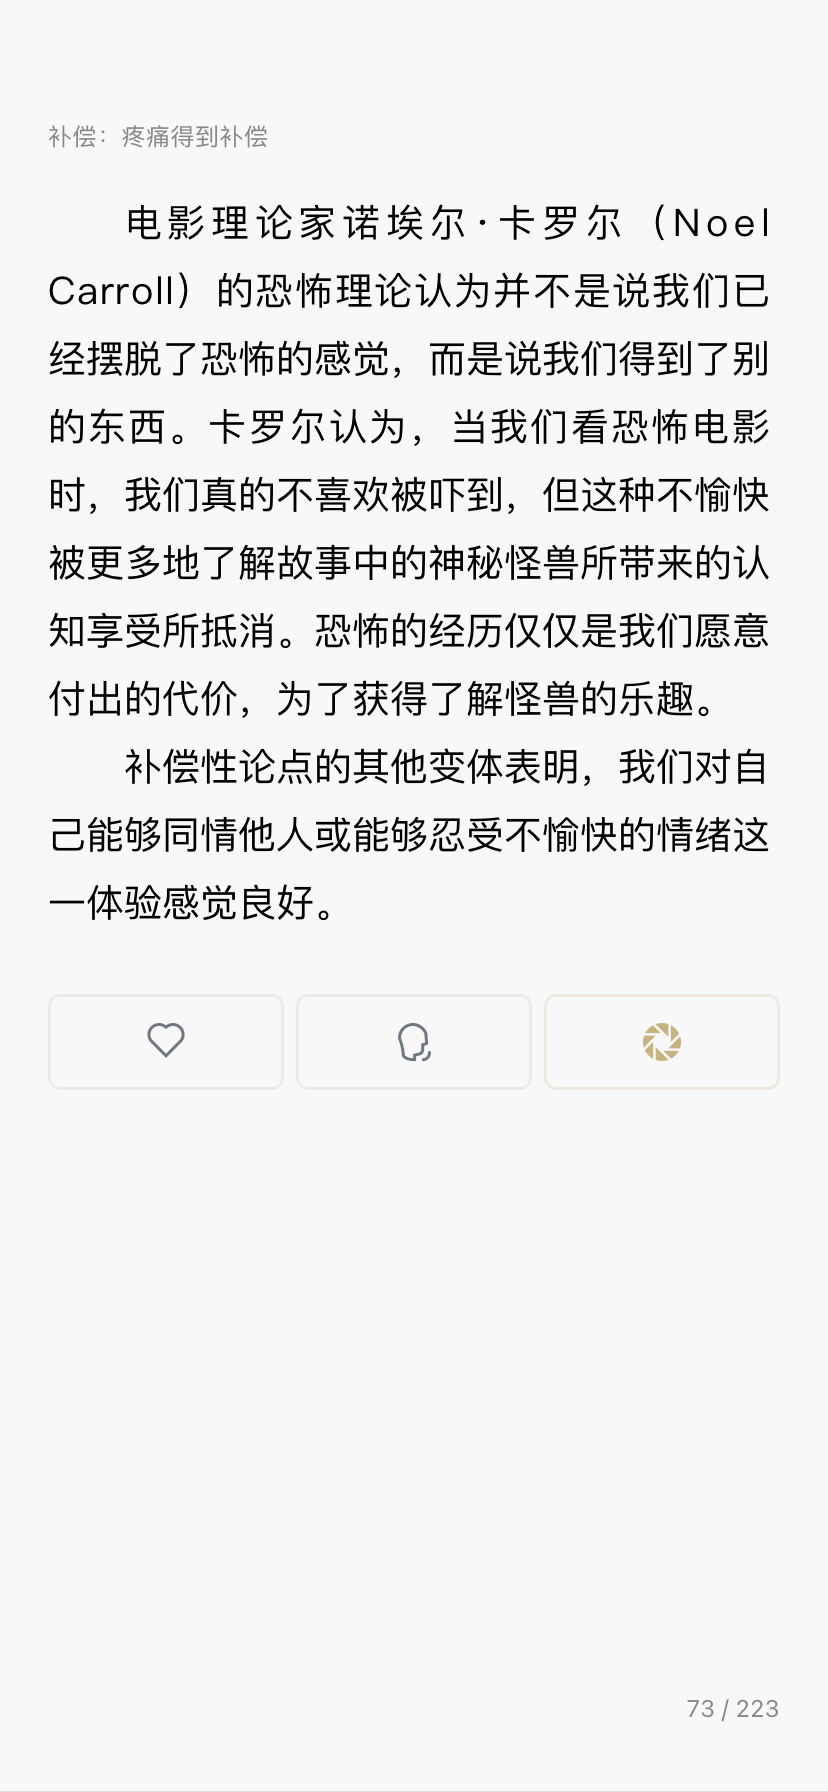 补偿：疼痛得到补偿
电影理论家诺埃尔·卡罗尔（Noel
Carroll）的恐怖理论认为并不是说我们已
经摆脱了恐怖的感觉，而是说我们得到了别
的东西。卡罗尔认为，当我们看恐怖电影
时，我们真的不喜欢被吓到，但这种不愉快
被更多地了解故事中的神秘怪兽所带来的认
知享受所抵消。恐怖的经历仅仅是我们愿意
付出的代价，为了获得了解怪兽的乐趣。
补偿性论点的其他变体表明，我们对自
己能够同情他人或能够忍受不愉快的情绪这
一体验感觉良好。
73 / 223